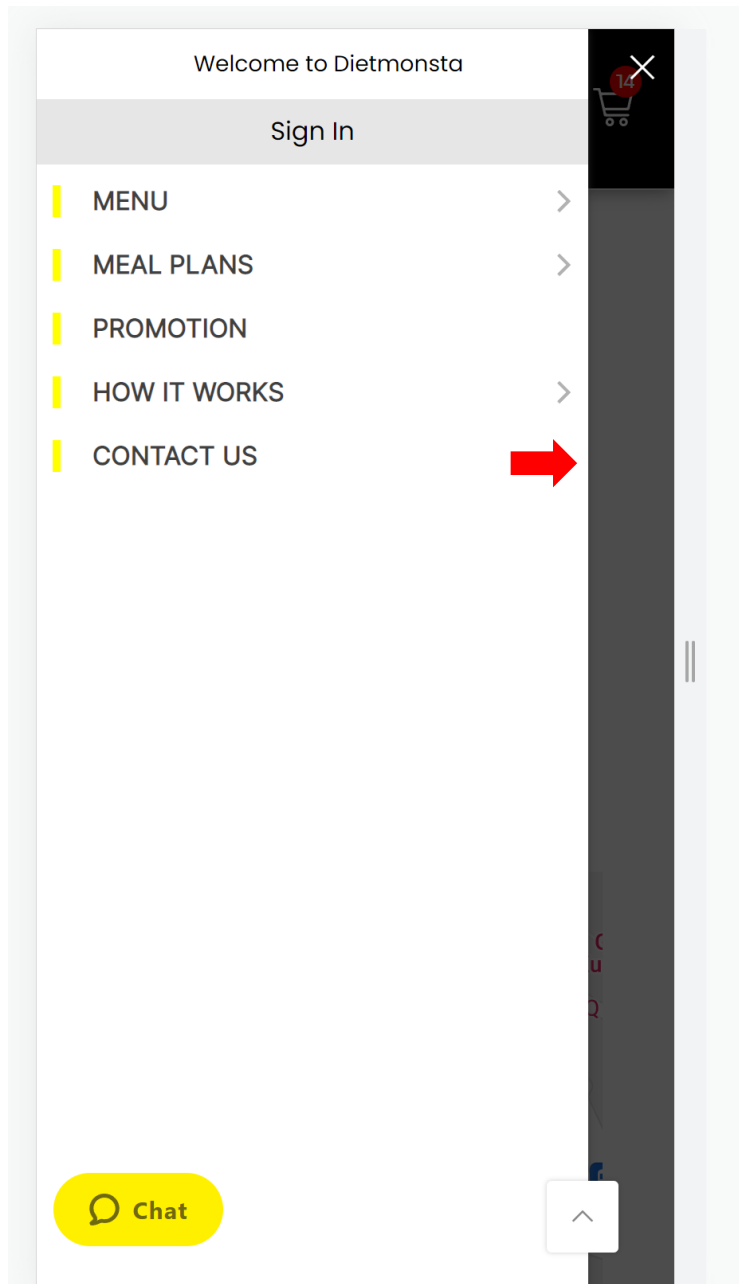 Welcome to Dietmonsta
14
Sign In
MENU
MEAL PLANS
PROMOTION
HOW IT WORKS
CONTACT US
Chat